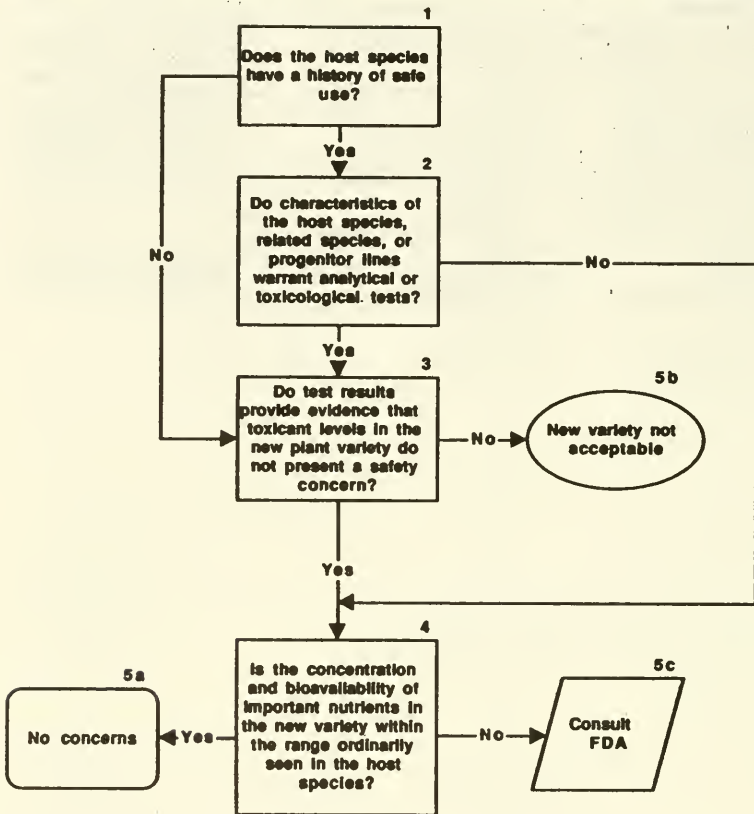 1
Does the host species
have a history of safe
use?
Yes
2
Do characteristics of
the host species,
related species, or
progenitor lines
warrant analytical or
toxicological. tests?
No
No
Yes
3
Do test results
provide evidence that
toxicant levels in the
new plant variety do
not present a safety
concern?
No
5b
New variety not
acceptable
Yes
4
Is the concentration
and bioavailability of
important nutrients in
the new variety within
the range ordinarily
seen in the host
species?
Yes
5a
No concerns
No
5c
Consult
FDA